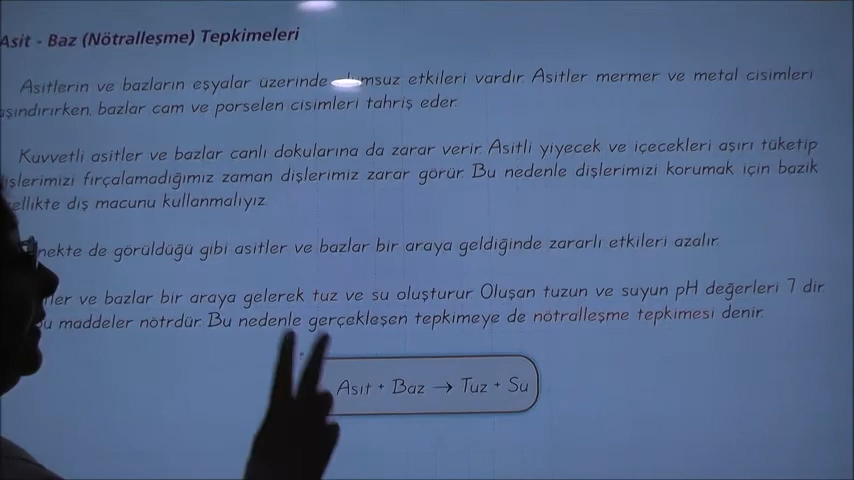 Asit - Baz (Nötralleşme) Tepkimeleri
Asitlerin ve bazların eşyalar üzerinde etkileri vardır. Asitler mermer ve metal cisimleri
aşındırırken, bazlar cam ve porselen cisimleri tahriş eder.
Kuvvetli asitler ve bazlar canlı dokularına da zarar verir. Asitli yiyecek ve içecekleri aşırı tüketip
işlerimizi fırçalamadığımız zaman dişlerimiz zarar görür. Bu nedenle dişlerimizi korumak için bazik
ellikte diş macunu kullanmalıyız.
nekte de görüldüğü gibi asitler ve bazlar bir araya geldiğinde zararlı etkileri azalır.
ler ve bazlar bir araya gelerek tuz ve su oluşturur. Oluşan tuzun ve suyun pH değerleri 7 dir.
u maddeler nötrdür. Bu nedenle gerçekleşen tepkimeye de nötralleşme tepkimesi denir.
Asit + Baz → Tuz + Su